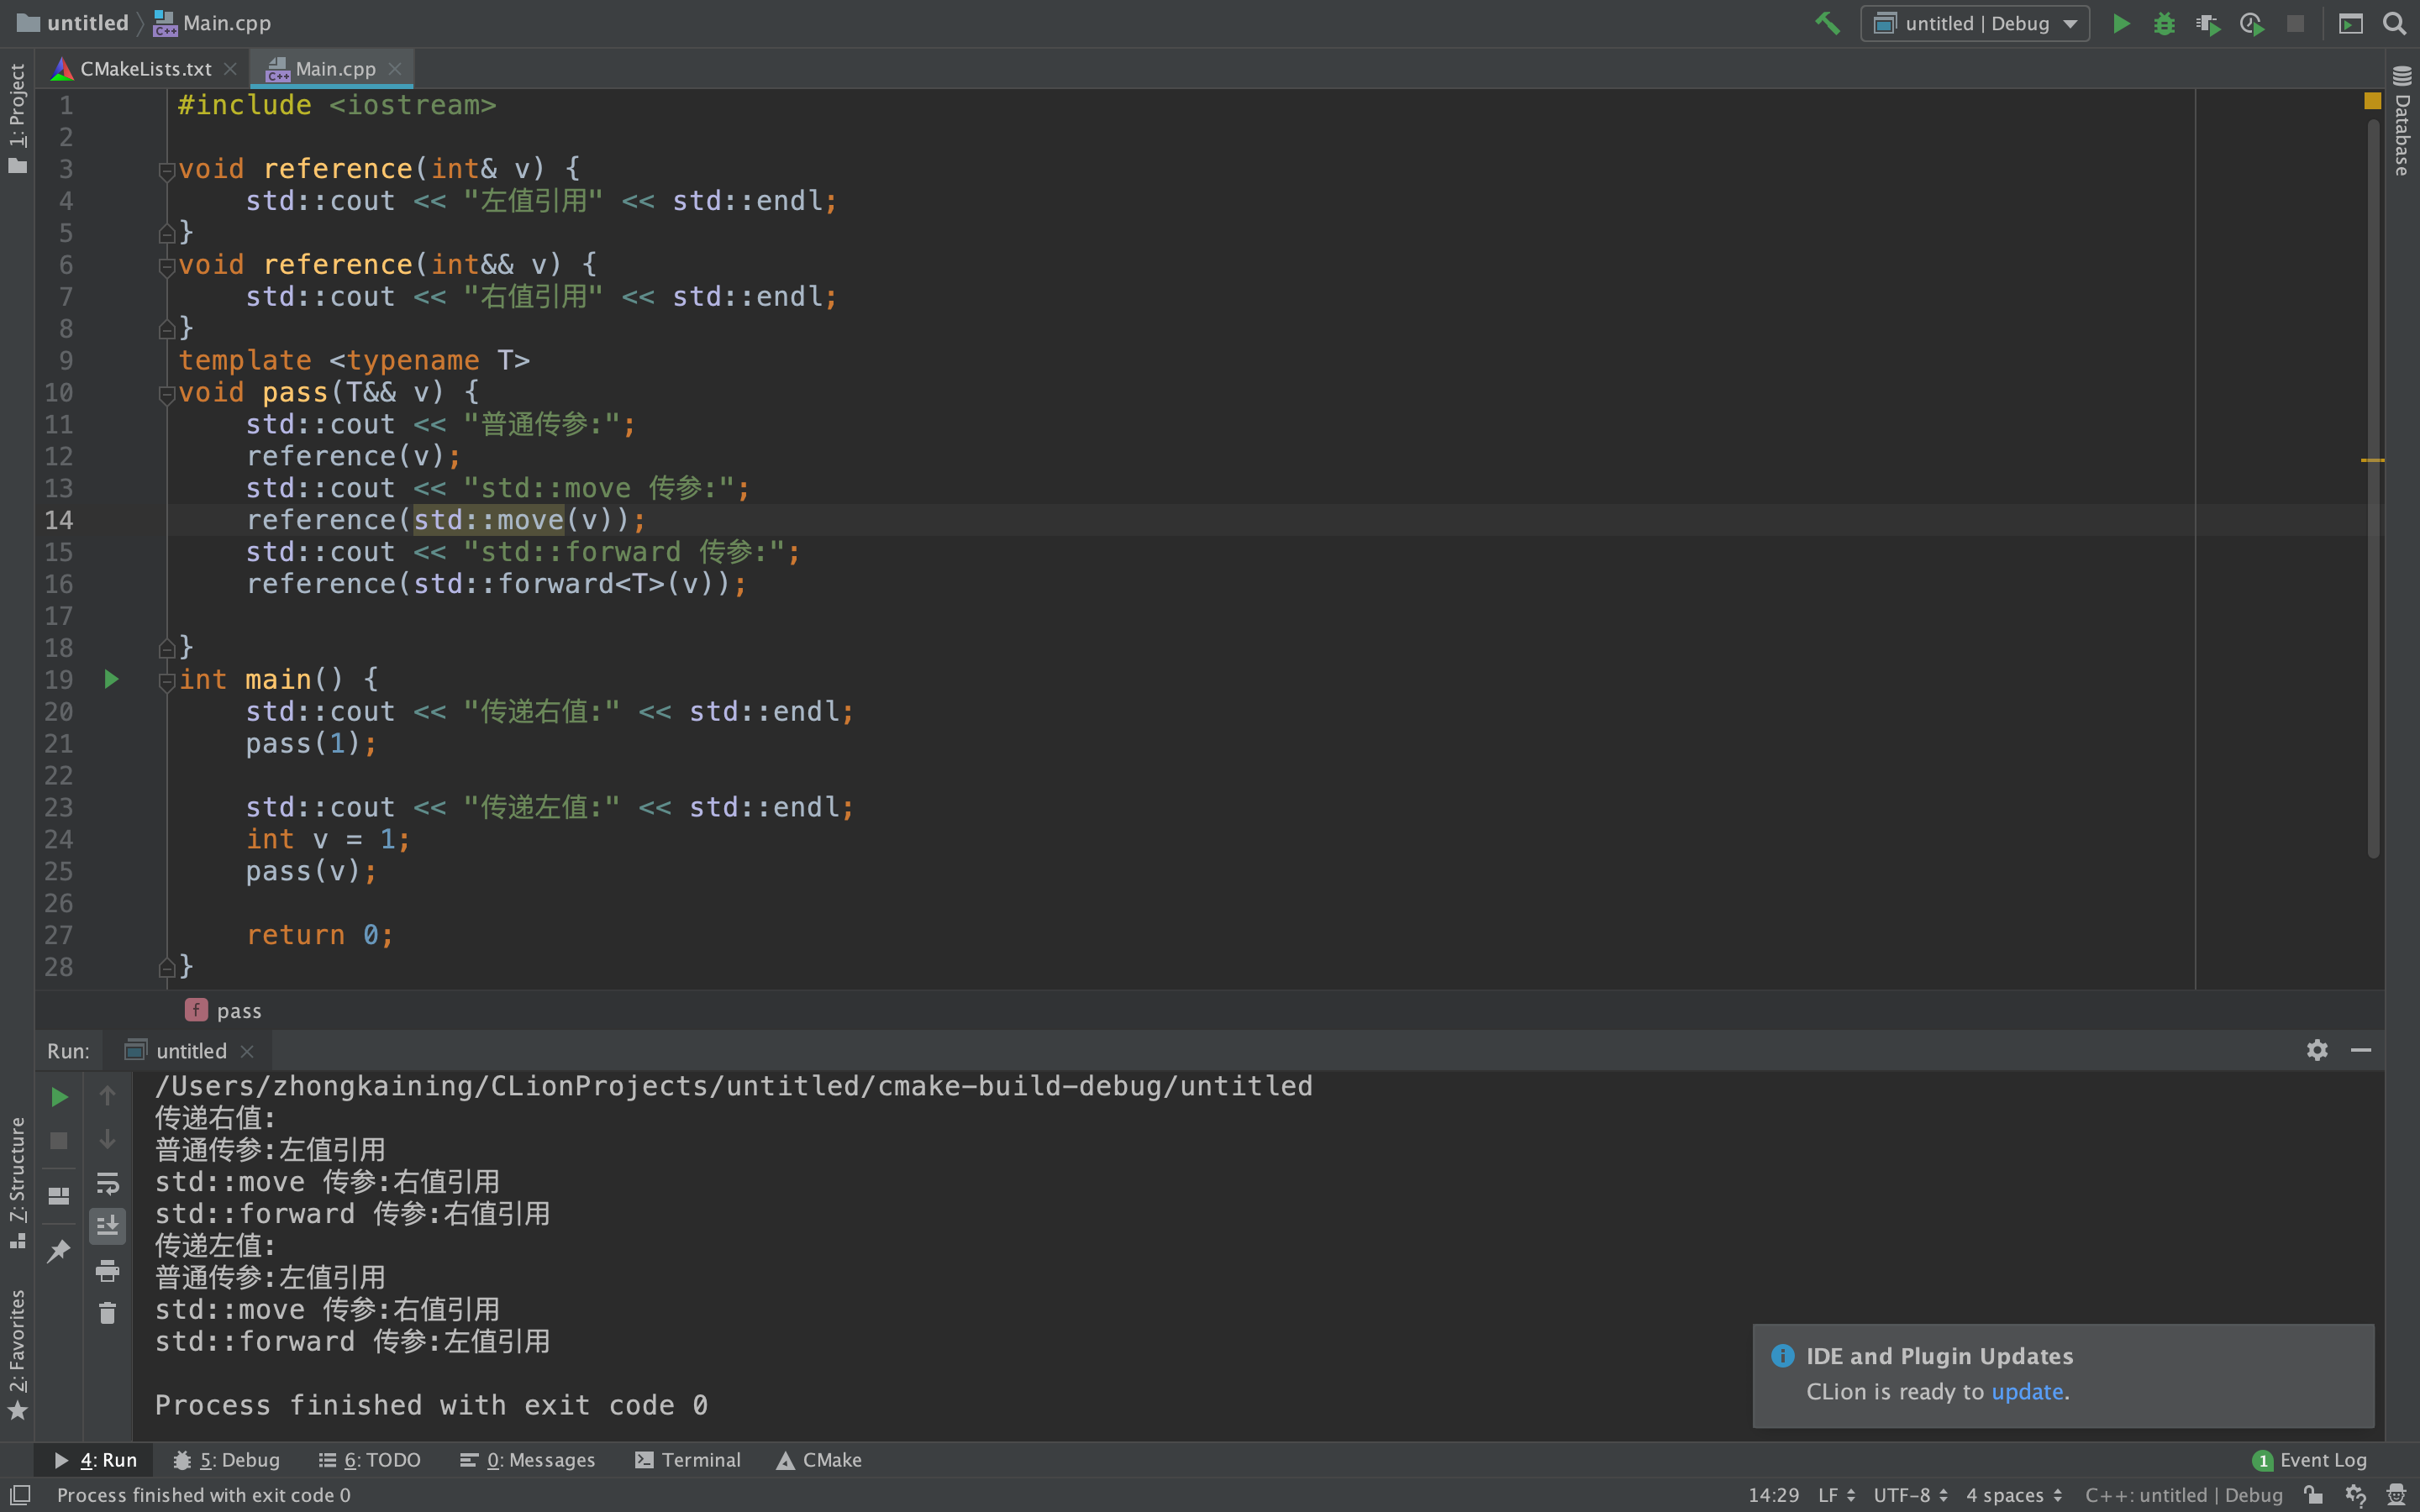 untitled Main.cpp untitled | Debug
CMakeLists.txt Main.cpp
1: Project
Database
1 #include <iostream>
2
3 void reference(int& v) {
4 std::cout << "左值引用" << std::endl;
5 }
6 void reference(int&& v) {
7 std::cout << "右值引用" << std::endl;
8 }
9 template <typename T>
10 void pass(T&& v) {
11 std::cout << "普通传参:";
12 reference(v);
13 std::cout << "std::move 传参:";
14 reference(std::move(v));
15 std::cout << "std::forward 传参:";
16 reference(std::forward<T>(v));
17
18 }
19 int main() {
20 std::cout << "传递右值:" << std::endl;
21 pass(1);
22
23 std::cout << "传递左值:" << std::endl;
24 int v = 1;
25 pass(v);
26
27 return 0;
28 }
f pass
Run: untitled
/Users/zhongkaining/CLionProjects/untitled/cmake-build-debug/untitled
传递右值:
普通传参:左值引用
std::move 传参:右值引用
std::forward 传参:右值引用
传递左值:
普通传参:左值引用
std::move 传参:右值引用
std::forward 传参:左值引用
Process finished with exit code 0
7: Structure
2: Favorites
IDE and Plugin Updates
CLion is ready to update.
4: Run 5: Debug 6: TODO 0: Messages Terminal CMake 1 Event Log
Process finished with exit code 0 14:29 LF UTF-8 4 spaces C++: untitled | Debug